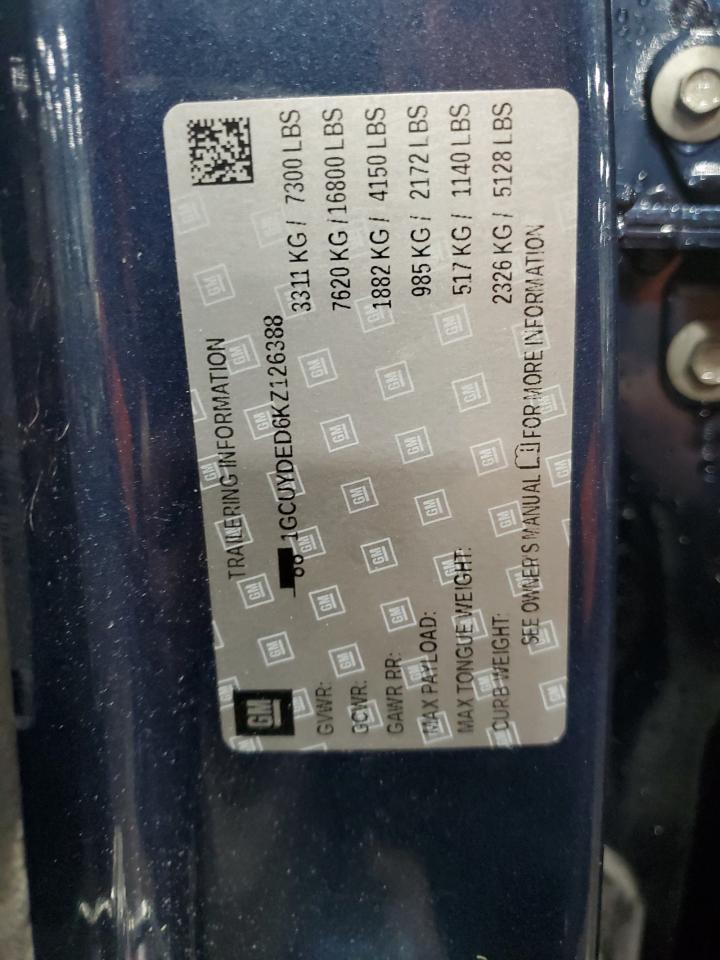 GM
TRAILERING INFORMATION
1GCUYDED6KZ126388
GVWR: 3311 KG / 7300 LBS
GCWR: 7620 KG / 16800 LBS
GAWR RR: 1882 KG / 4150 LBS
MAX PAYLOAD: 985 KG / 2172 LBS
MAX TONGUE WEIGHT: 517 KG / 1140 LBS
CURB WEIGHT: 2326 KG / 5128 LBS
SEE OWNER'S MANUAL FOR MORE INFORMATION